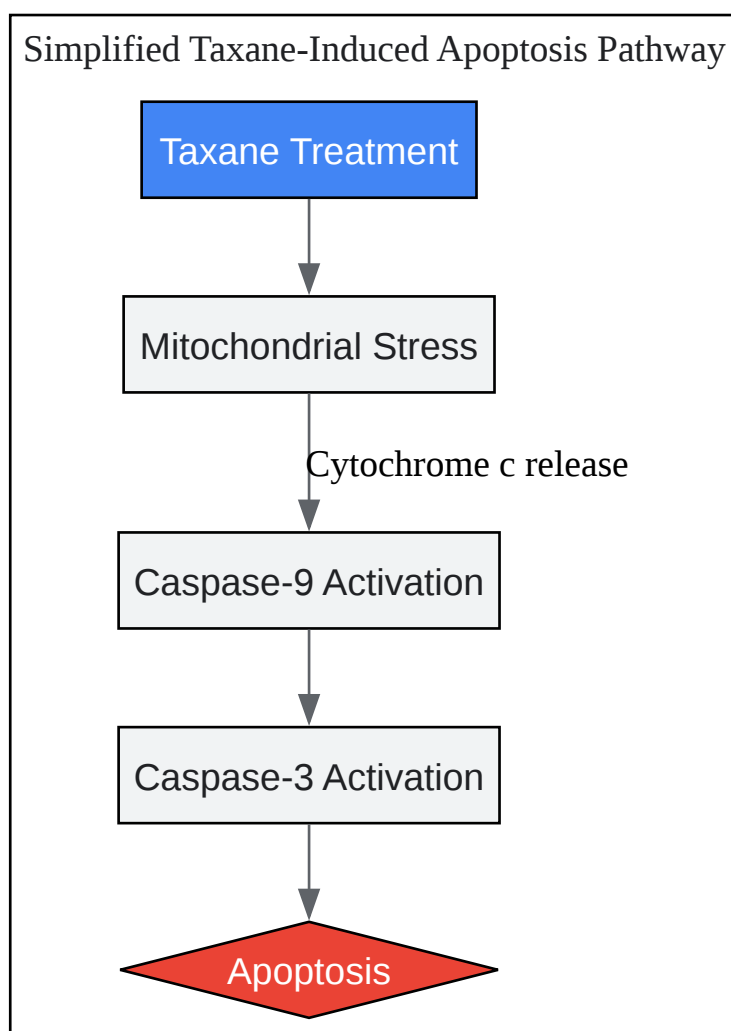 Simplified Taxane-Induced Apoptosis Pathway
Taxane Treatment
Mitochondrial Stress
Cytochrome c release
Caspase-9 Activation
Caspase-3 Activation
Apoptosis